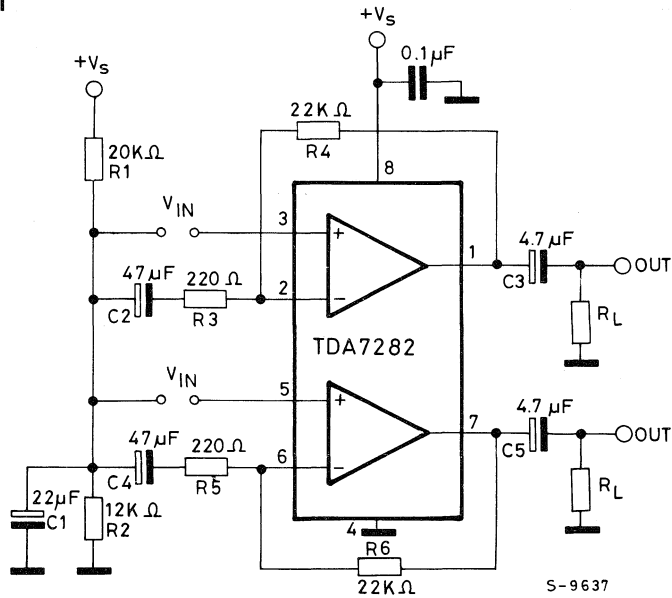 +VS
+VS
0.1µF
22KΩ
R4
20KΩ
R1
8
VIN
3
+
1
4.7µF
OUT
C3
47µF
220Ω
2
−
C2
R3
RL
TDA7282
VIN
5
+
7
4.7µF
OUT
C5
47µF
220Ω
6
−
C4
R5
RL
22µF
C1
12KΩ
R2
4
R6
22KΩ
S-9637